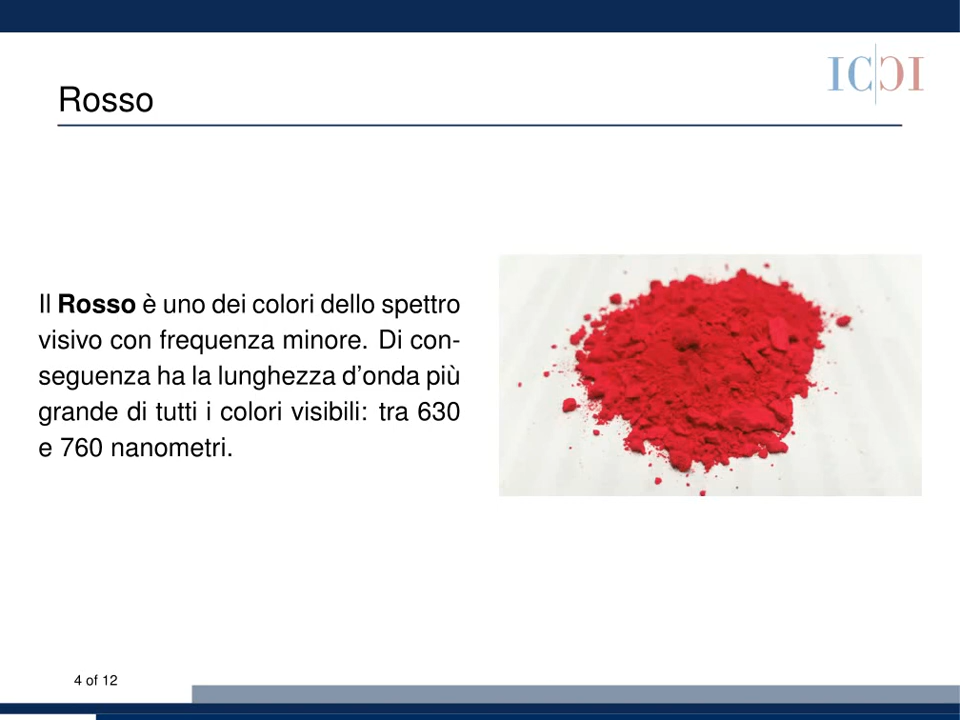 ICCI
Rosso
Il Rosso è uno dei colori dello spettro
visivo con frequenza minore. Di con-
seguenza ha la lunghezza d'onda più
grande di tutti i colori visibili: tra 630
e 760 nanometri.
4 of 12